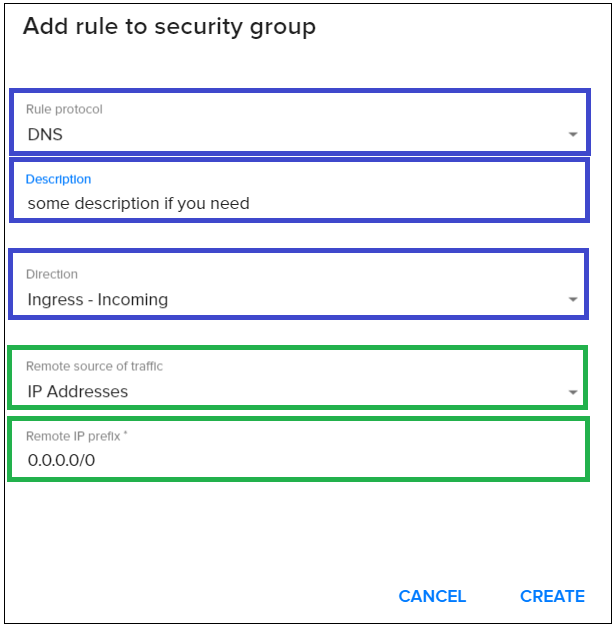 Add rule to security group
Rule protocol
DNS
Description
some description if you need
Direction
Ingress - Incoming
Remote source of traffic
IP Addresses
Remote IP prefix *
0.0.0.0/0
CANCEL CREATE